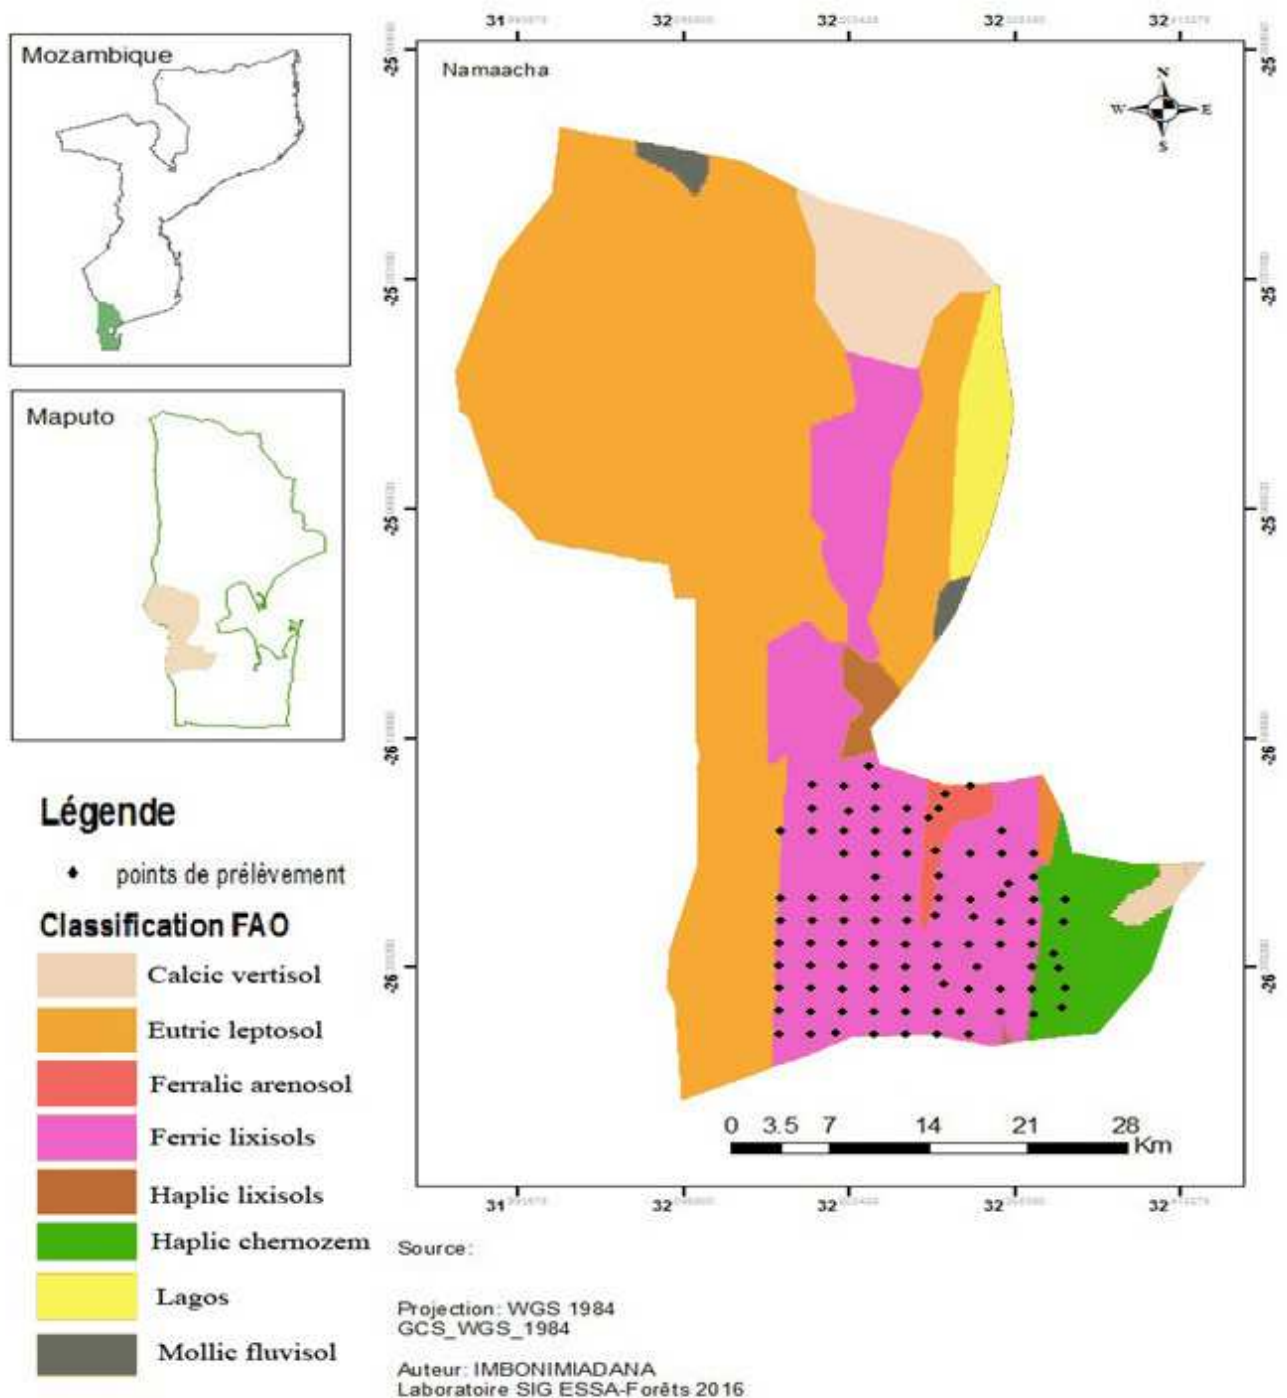 Mozambique
Maputo
Namaacha
N
W E
S
31 32 32 32 32
-25
-25
-25
-26
-26
-25
-25
-25
-26
-26
0 3.5 7 14 21 28
Km
31 32 32 32 32
Légende
points de prélèvement
Classification FAO
Calcic vertisol
Eutric leptosol
Ferralic arenosol
Ferric lixisols
Haplic lixisols
Haplic chernozem
Lagos
Mollic fluvisol
Source:
Projection: WGS 1984
GCS_WGS_1984
Auteur: IMBONIMIADANA
Laboratoire SIG ESSA-Forêts 2016